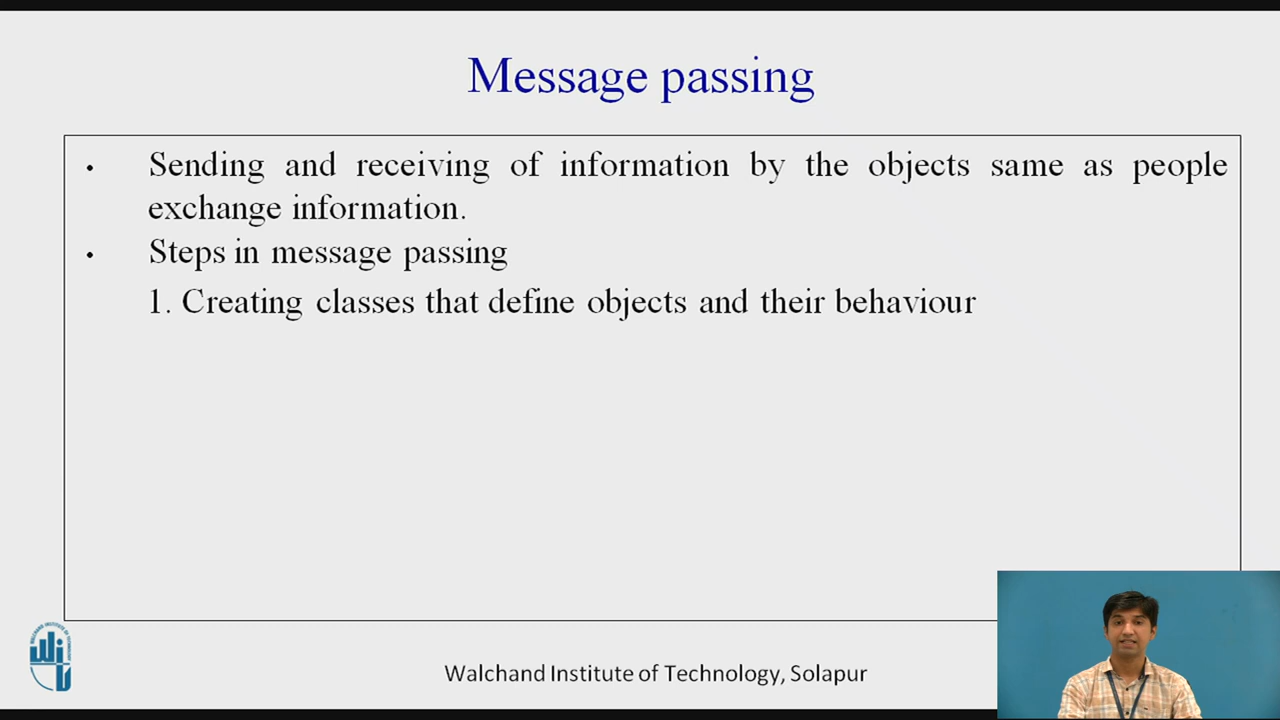 Message passing
• Sending and receiving of information by the objects same as people
exchange information.
• Steps in message passing
1. Creating classes that define objects and their behaviour
Walchand Institute of Technology, Solapur